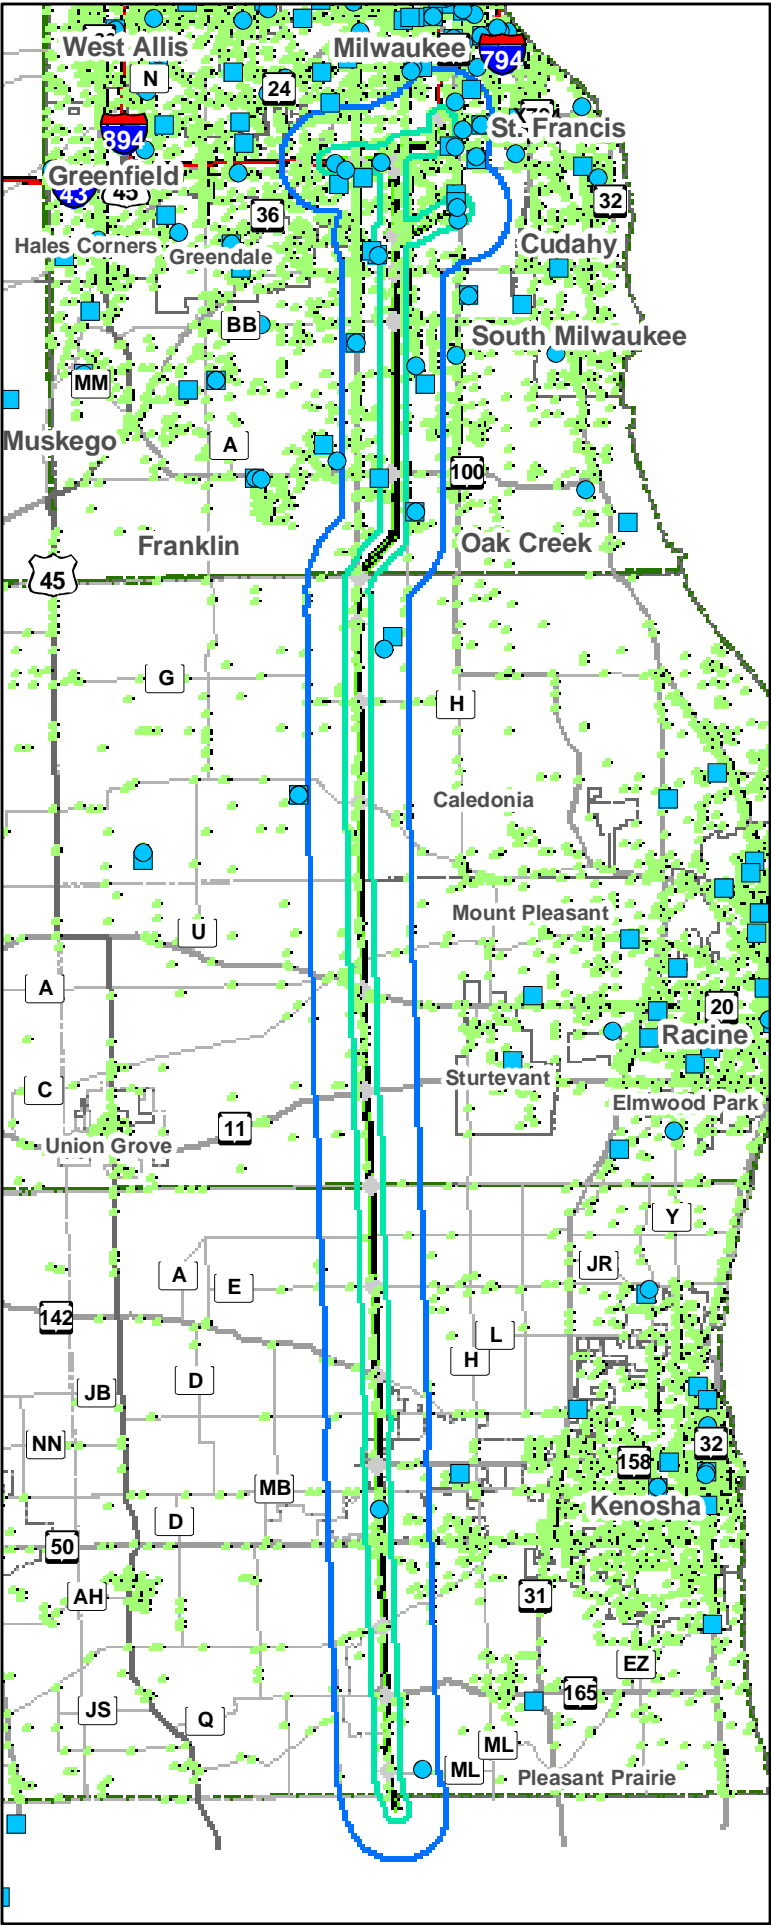 West Allis
Milwaukee
794
N
24
894
St. Francis
Greenfield
43
45
32
36
Hales Corners
Greendale
Cudahy
BB
South Milwaukee
MM
Muskego
A
100
Franklin
Oak Creek
45
G
H
Caledonia
Mount Pleasant
U
A
20
Racine
Sturtevant
C
Elmwood Park
11
Union Grove
Y
A
E
JR
142
L
H
D
JB
NN
158
32
MB
Kenosha
D
50
AH
31
EZ
165
JS
Q
ML
ML
Pleasant Prairie